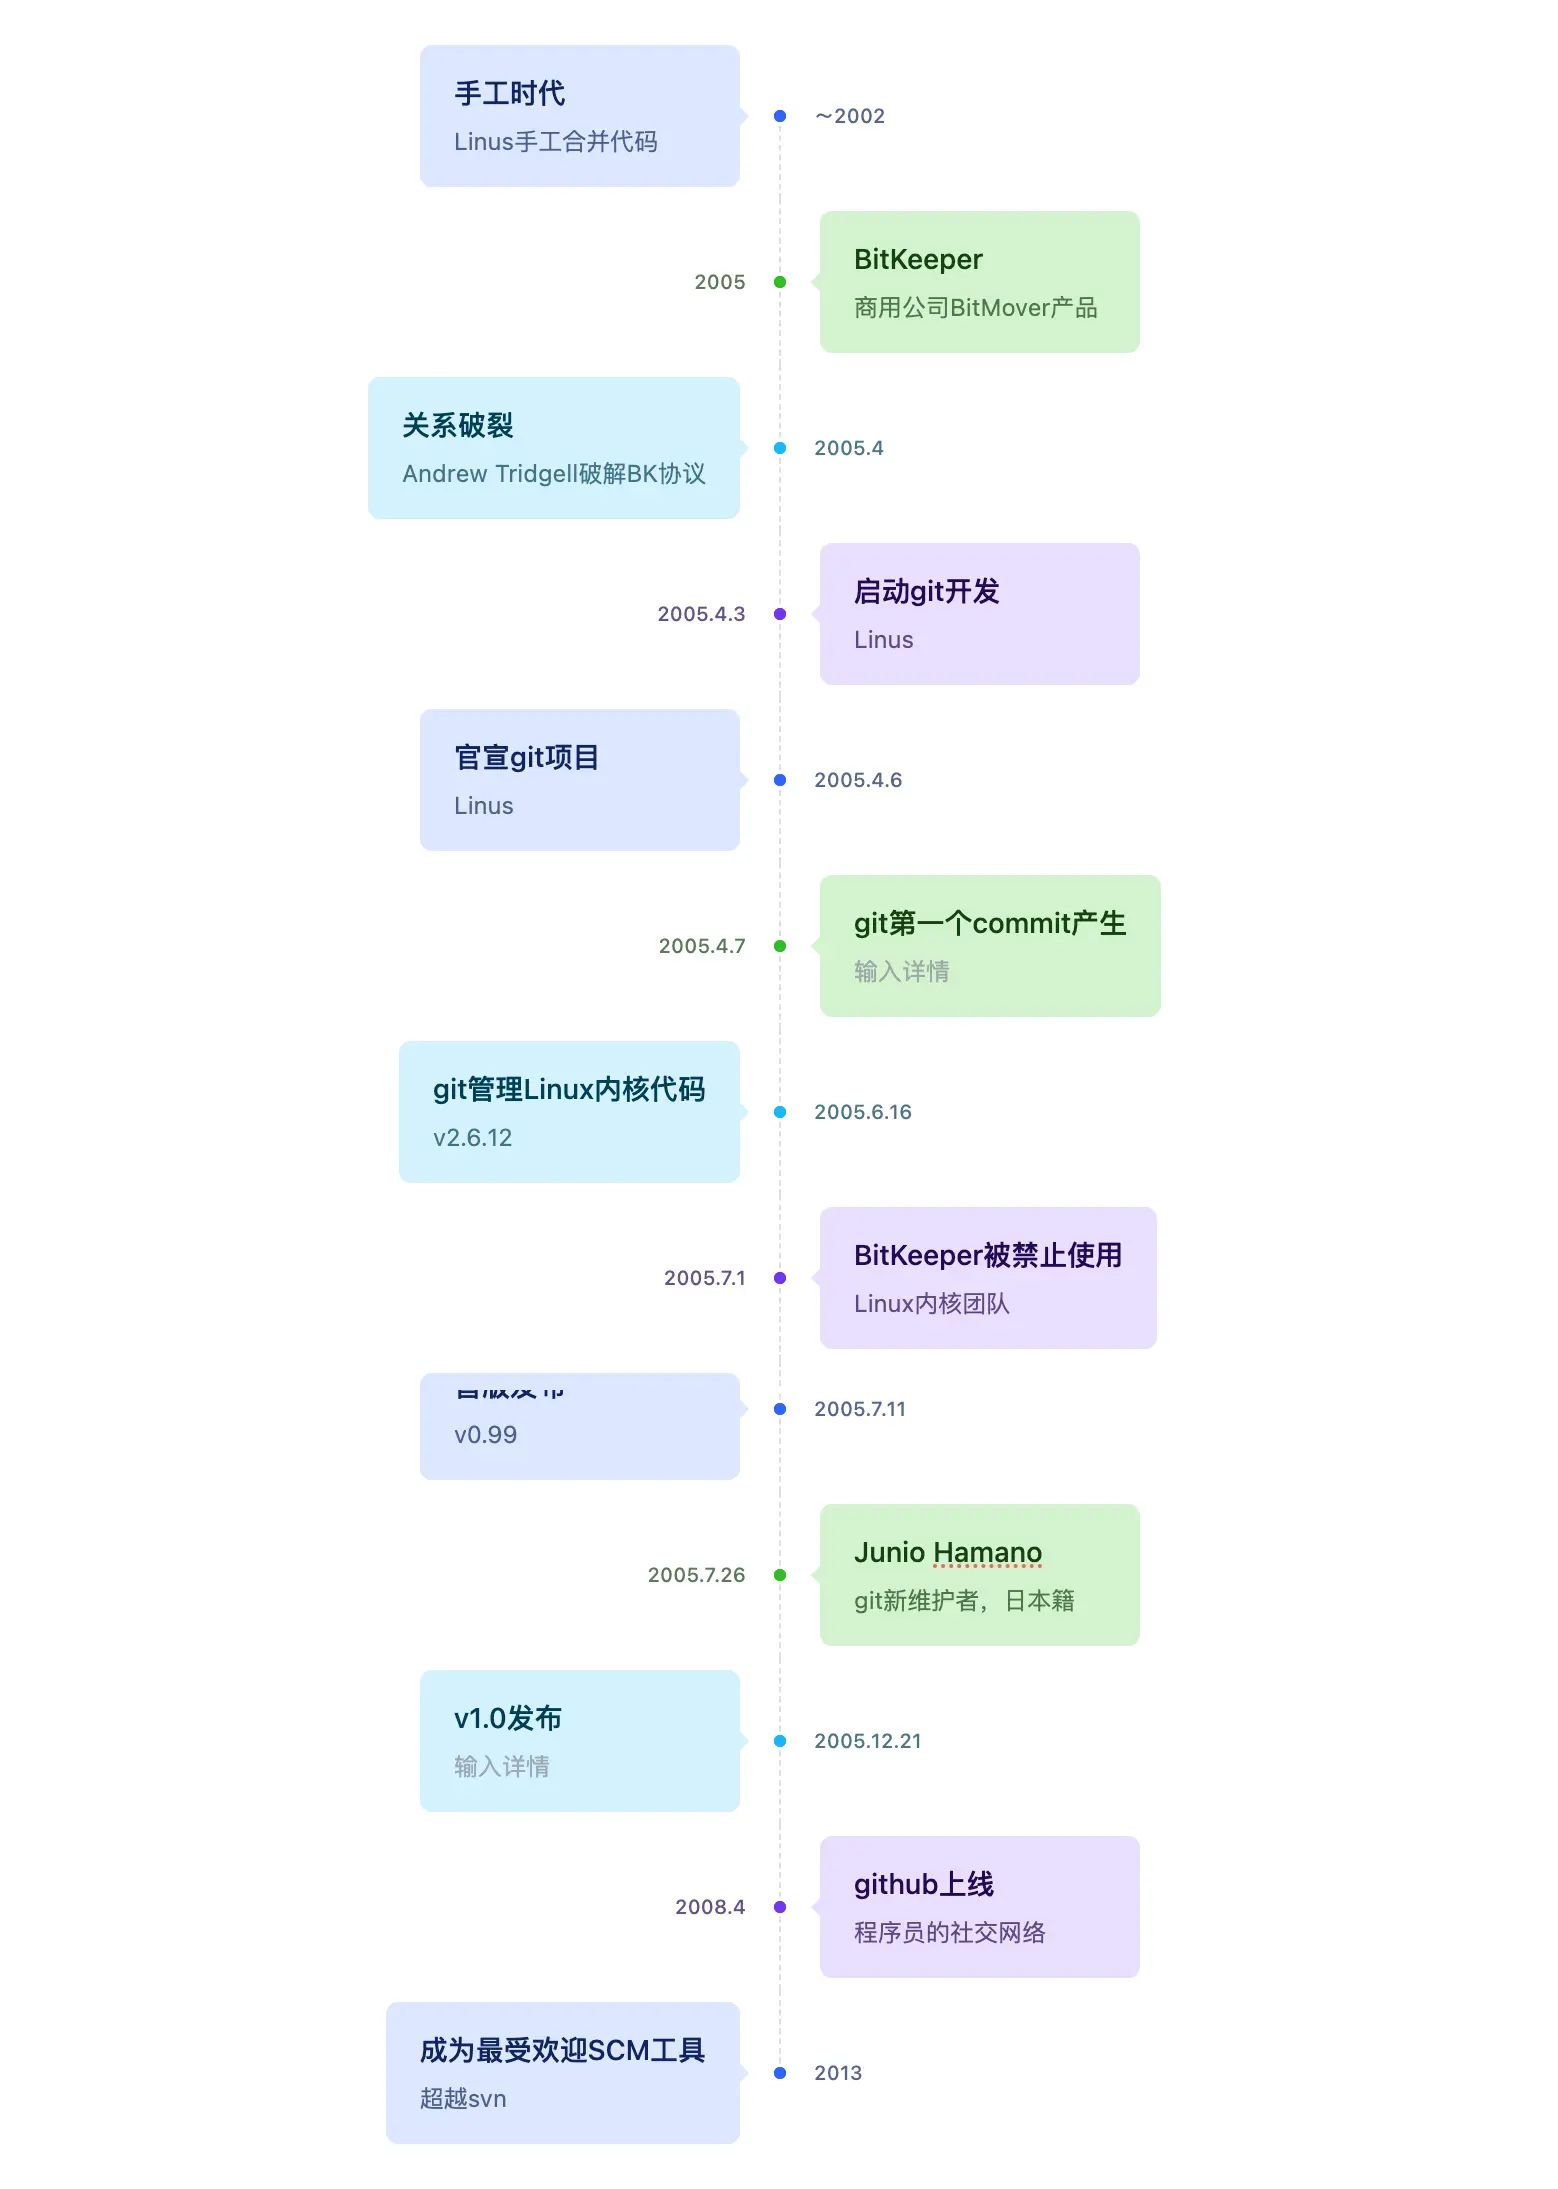 手工时代
Linus手工合并代码
～2002
2005
BitKeeper
商用公司BitMover产品
关系破裂
Andrew Tridgell破解BK协议
2005.4
2005.4.3
启动git开发
Linus
官宣git项目
Linus
2005.4.6
2005.4.7
git第一个commit产生
输入详情
git管理Linux内核代码
v2.6.12
2005.6.16
2005.7.1
BitKeeper被禁止使用
Linux内核团队
v0.99
2005.7.11
2005.7.26
Junio Hamano
git新维护者，日本籍
v1.0发布
输入详情
2005.12.21
2008.4
github上线
程序员的社交网络
成为最受欢迎SCM工具
超越svn
2013